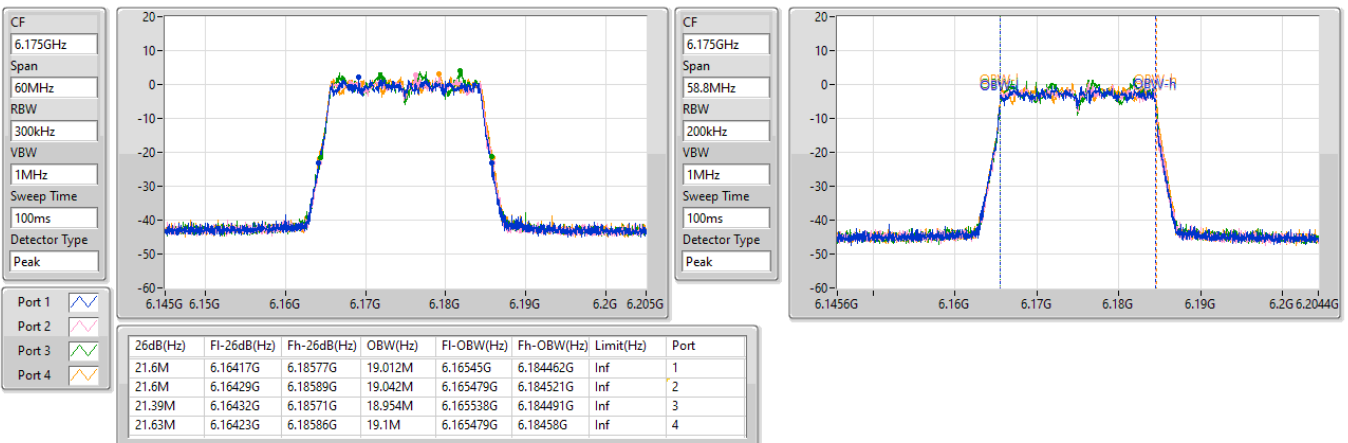 CF
6.175GHz
Span
60MHz
RBW
300kHz
VBW
1MHz
Sweep Time
100ms
Detector Type
Peak
20
10
0
-10
-20
-30
-40
-50
-60
6.145G 6.15G 6.16G 6.17G 6.18G 6.19G 6.2G 6.205G
CF
6.175GHz
Span
58.8MHz
RBW
200kHz
VBW
1MHz
Sweep Time
100ms
Detector Type
Peak
20
10
0
-10
-20
-30
-40
-50
-60
OBW-h
6.1456G 6.16G 6.17G 6.18G 6.19G 6.2G 6.2044G
Port 1
Port 2
Port 3
Port 4
26dB(Hz) Fl-26dB(Hz) Fh-26dB(Hz) OBW(Hz) Fl-OBW(Hz) Fh-OBW(Hz) Limit(Hz) Port
21.6M 6.16417G 6.18577G 19.012M 6.16545G 6.184462G Inf 1
21.6M 6.16429G 6.18589G 19.042M 6.165479G 6.184521G Inf 2
21.39M 6.16432G 6.18571G 18.954M 6.165538G 6.184491G Inf 3
21.63M 6.16423G 6.18586G 19.1M 6.165479G 6.18458G Inf 4